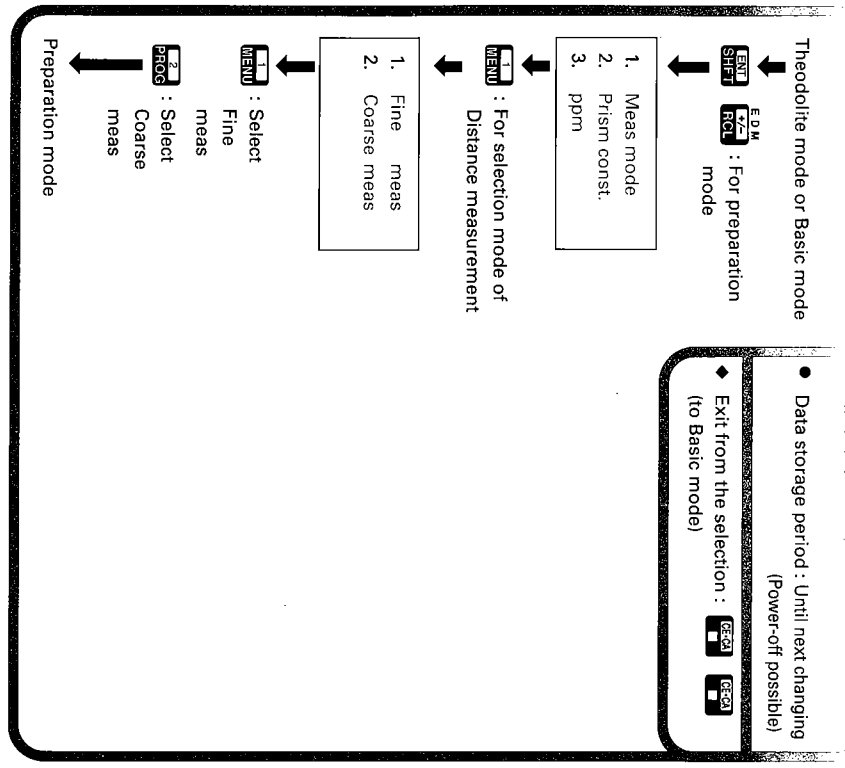 Theodolite mode or Basic mode
E D M
ENT SHFT +/- RCL : For preparation
mode
1. Meas mode
2. Prism const.
3. ppm
1 MENU : For selection mode of
Distance measurement
1. Fine meas
2. Coarse meas
1 MENU : Select
Fine
meas
2 PROG : Select
Coarse
meas
Preparation mode
● Data storage period : Until next changing
(Power-off possible)
◆ Exit from the selection : CE·CA CE·CA
(to Basic mode)